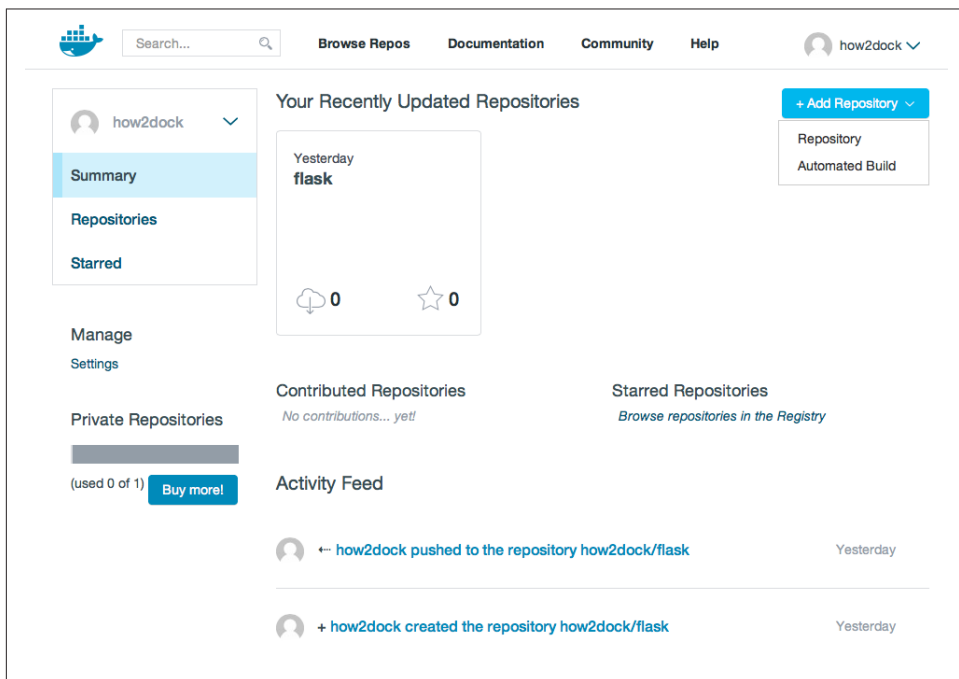 Search...
Browse Repos
Documentation
Community
Help
how2dock
how2dock
Summary
Repositories
Starred
Manage
Settings
Private Repositories
(used 0 of 1)
Buy more!
Your Recently Updated Repositories
+ Add Repository
Repository
Automated Build
Yesterday
flask
0
0
Contributed Repositories
No contributions... yet!
Starred Repositories
Browse repositories in the Registry
Activity Feed
how2dock pushed to the repository how2dock/flask
Yesterday
+ how2dock created the repository how2dock/flask
Yesterday